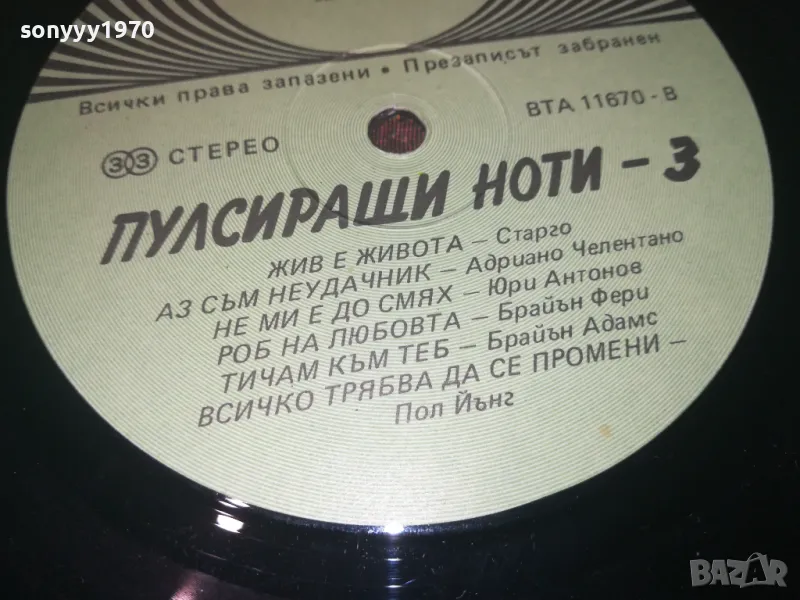 sonyyy1970
Всички права запазени • Презаписът забранен
33 СТЕРЕО
ВТА 11670 - В
ПУЛСИРАЩИ НОТИ - 3
ЖИВ Е ЖИВОТА - Старго
АЗ СЪМ НЕУДАЧНИК - Адриано Челентано
НЕ МИ Е ДО СМЯХ - Юри Антонов
РОБ НА ЛЮБОВТА - Брайън Фери
ТИЧАМ КЪМ ТЕБ - Брайън Адамс
ВСИЧКО ТРЯБВА ДА СЕ ПРОМЕНИ -
Пол Йънг
BAZAR